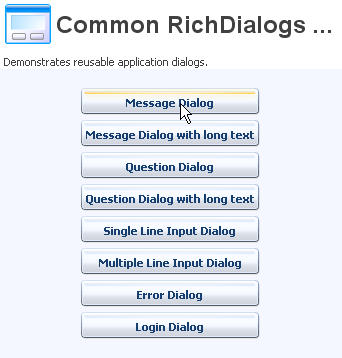 Common RichDialogs ...
Demonstrates reusable application dialogs.
Message Dialog
Message Dialog with long text
Question Dialog
Question Dialog with long text
Single Line Input Dialog
Multiple Line Input Dialog
Error Dialog
Login Dialog